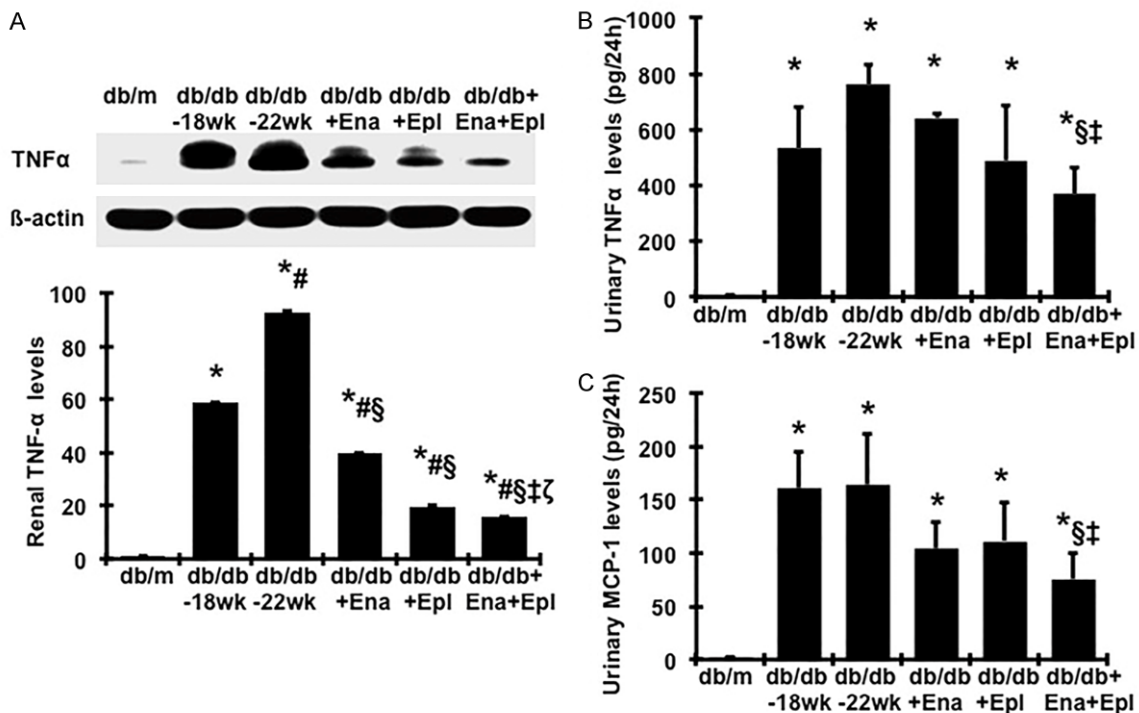 A
db/m db/db db/db db/db db/db db/db+
-18wk -22wk +Ena +Epl Ena+Epl
TNFα
ß-actin
Renal TNF-α levels
100
80
60
40
20
0
*
*#
*#§
*#§
*#§‡ζ
db/m db/db db/db db/db db/db db/db+
-18wk -22wk +Ena +Epl Ena+Epl
B
Urinary TNFα levels (pg/24h)
1000
800
600
400
200
0
*
*
*
*
*§‡
db/m db/db db/db db/db db/db db/db+
-18wk -22wk +Ena +Epl Ena+Epl
C
Urinary MCP-1 levels (pg/24h)
250
200
150
100
50
0
*
*
*
*
*§‡
db/m db/db db/db db/db db/db db/db+
-18wk -22wk +Ena +Epl Ena+Epl